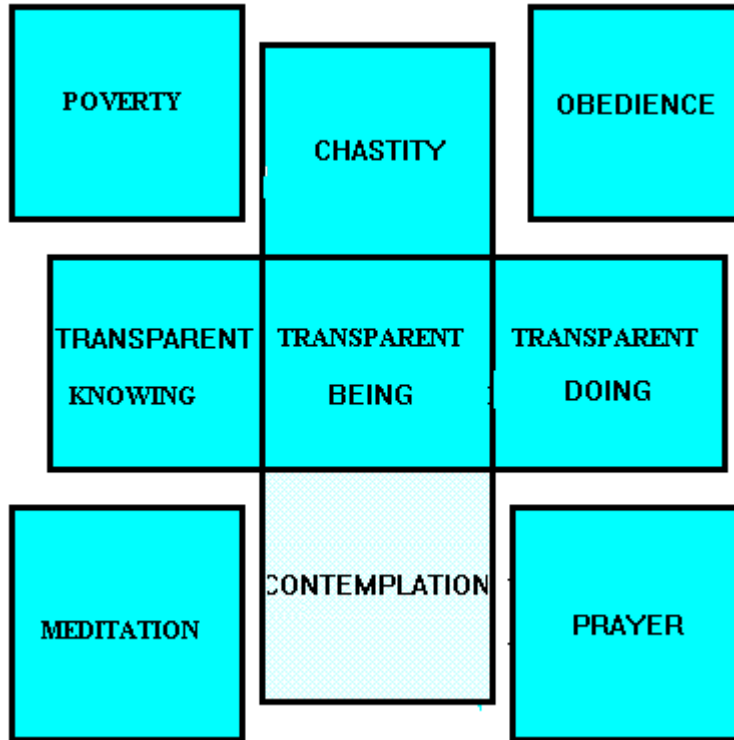 POVERTY
CHASTITY
OBEDIENCE
TRANSPARENT
KNOWING
TRANSPARENT
BEING
TRANSPARENT
DOING
MEDITATION
CONTEMPLATION
PRAYER